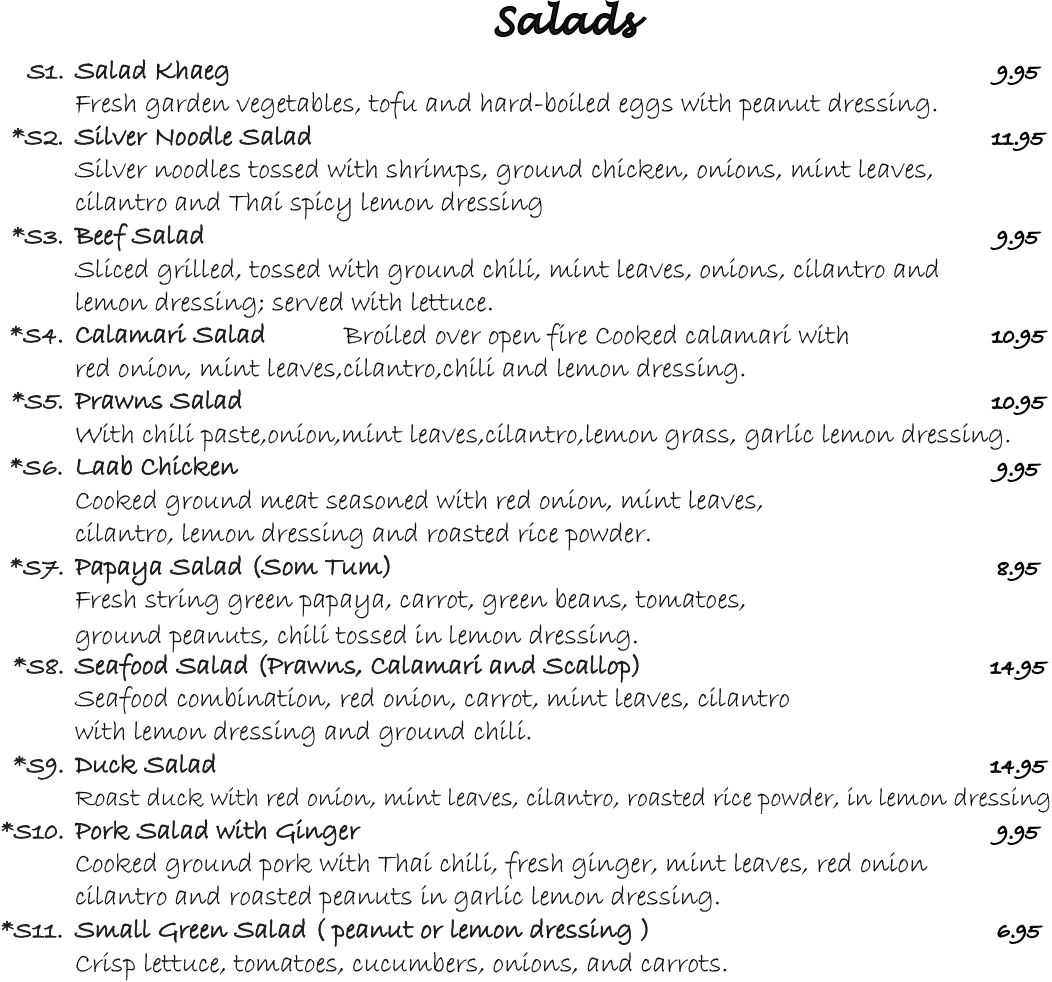 Salads
S1. Salad Khaeg 9.95
Fresh garden vegetables, tofu and hard-boiled eggs with peanut dressing.
*S2. Silver Noodle Salad 11.95
Silver noodles tossed with shrimps, ground chicken, onions, mint leaves,
cilantro and Thai spicy lemon dressing
*S3. Beef Salad 9.95
Sliced grilled, tossed with ground chili, mint leaves, onions, cilantro and
lemon dressing; served with lettuce.
*S4. Calamari Salad Broiled over open fire Cooked calamari with 10.95
red onion, mint leaves,cilantro,chili and lemon dressing.
*S5. Prawns Salad 10.95
With chili paste,onion,mint leaves,cilantro,lemon grass, garlic lemon dressing.
*S6. Laab Chicken 9.95
Cooked ground meat seasoned with red onion, mint leaves,
cilantro, lemon dressing and roasted rice powder.
*S7. Papaya Salad (Som Tum) 8.95
Fresh string green papaya, carrot, green beans, tomatoes,
ground peanuts, chili tossed in lemon dressing.
*S8. Seafood Salad (Prawns, Calamari and Scallop) 14.95
Seafood combination, red onion, carrot, mint leaves, cilantro
with lemon dressing and ground chili.
*S9. Duck Salad 14.95
Roast duck with red onion, mint leaves, cilantro, roasted rice powder, in lemon dressing
*S10. Pork Salad with Ginger 9.95
Cooked ground pork with Thai chili, fresh ginger, mint leaves, red onion
cilantro and roasted peanuts in garlic lemon dressing.
*S11. Small Green Salad ( peanut or lemon dressing ) 6.95
Crisp lettuce, tomatoes, cucumbers, onions, and carrots.